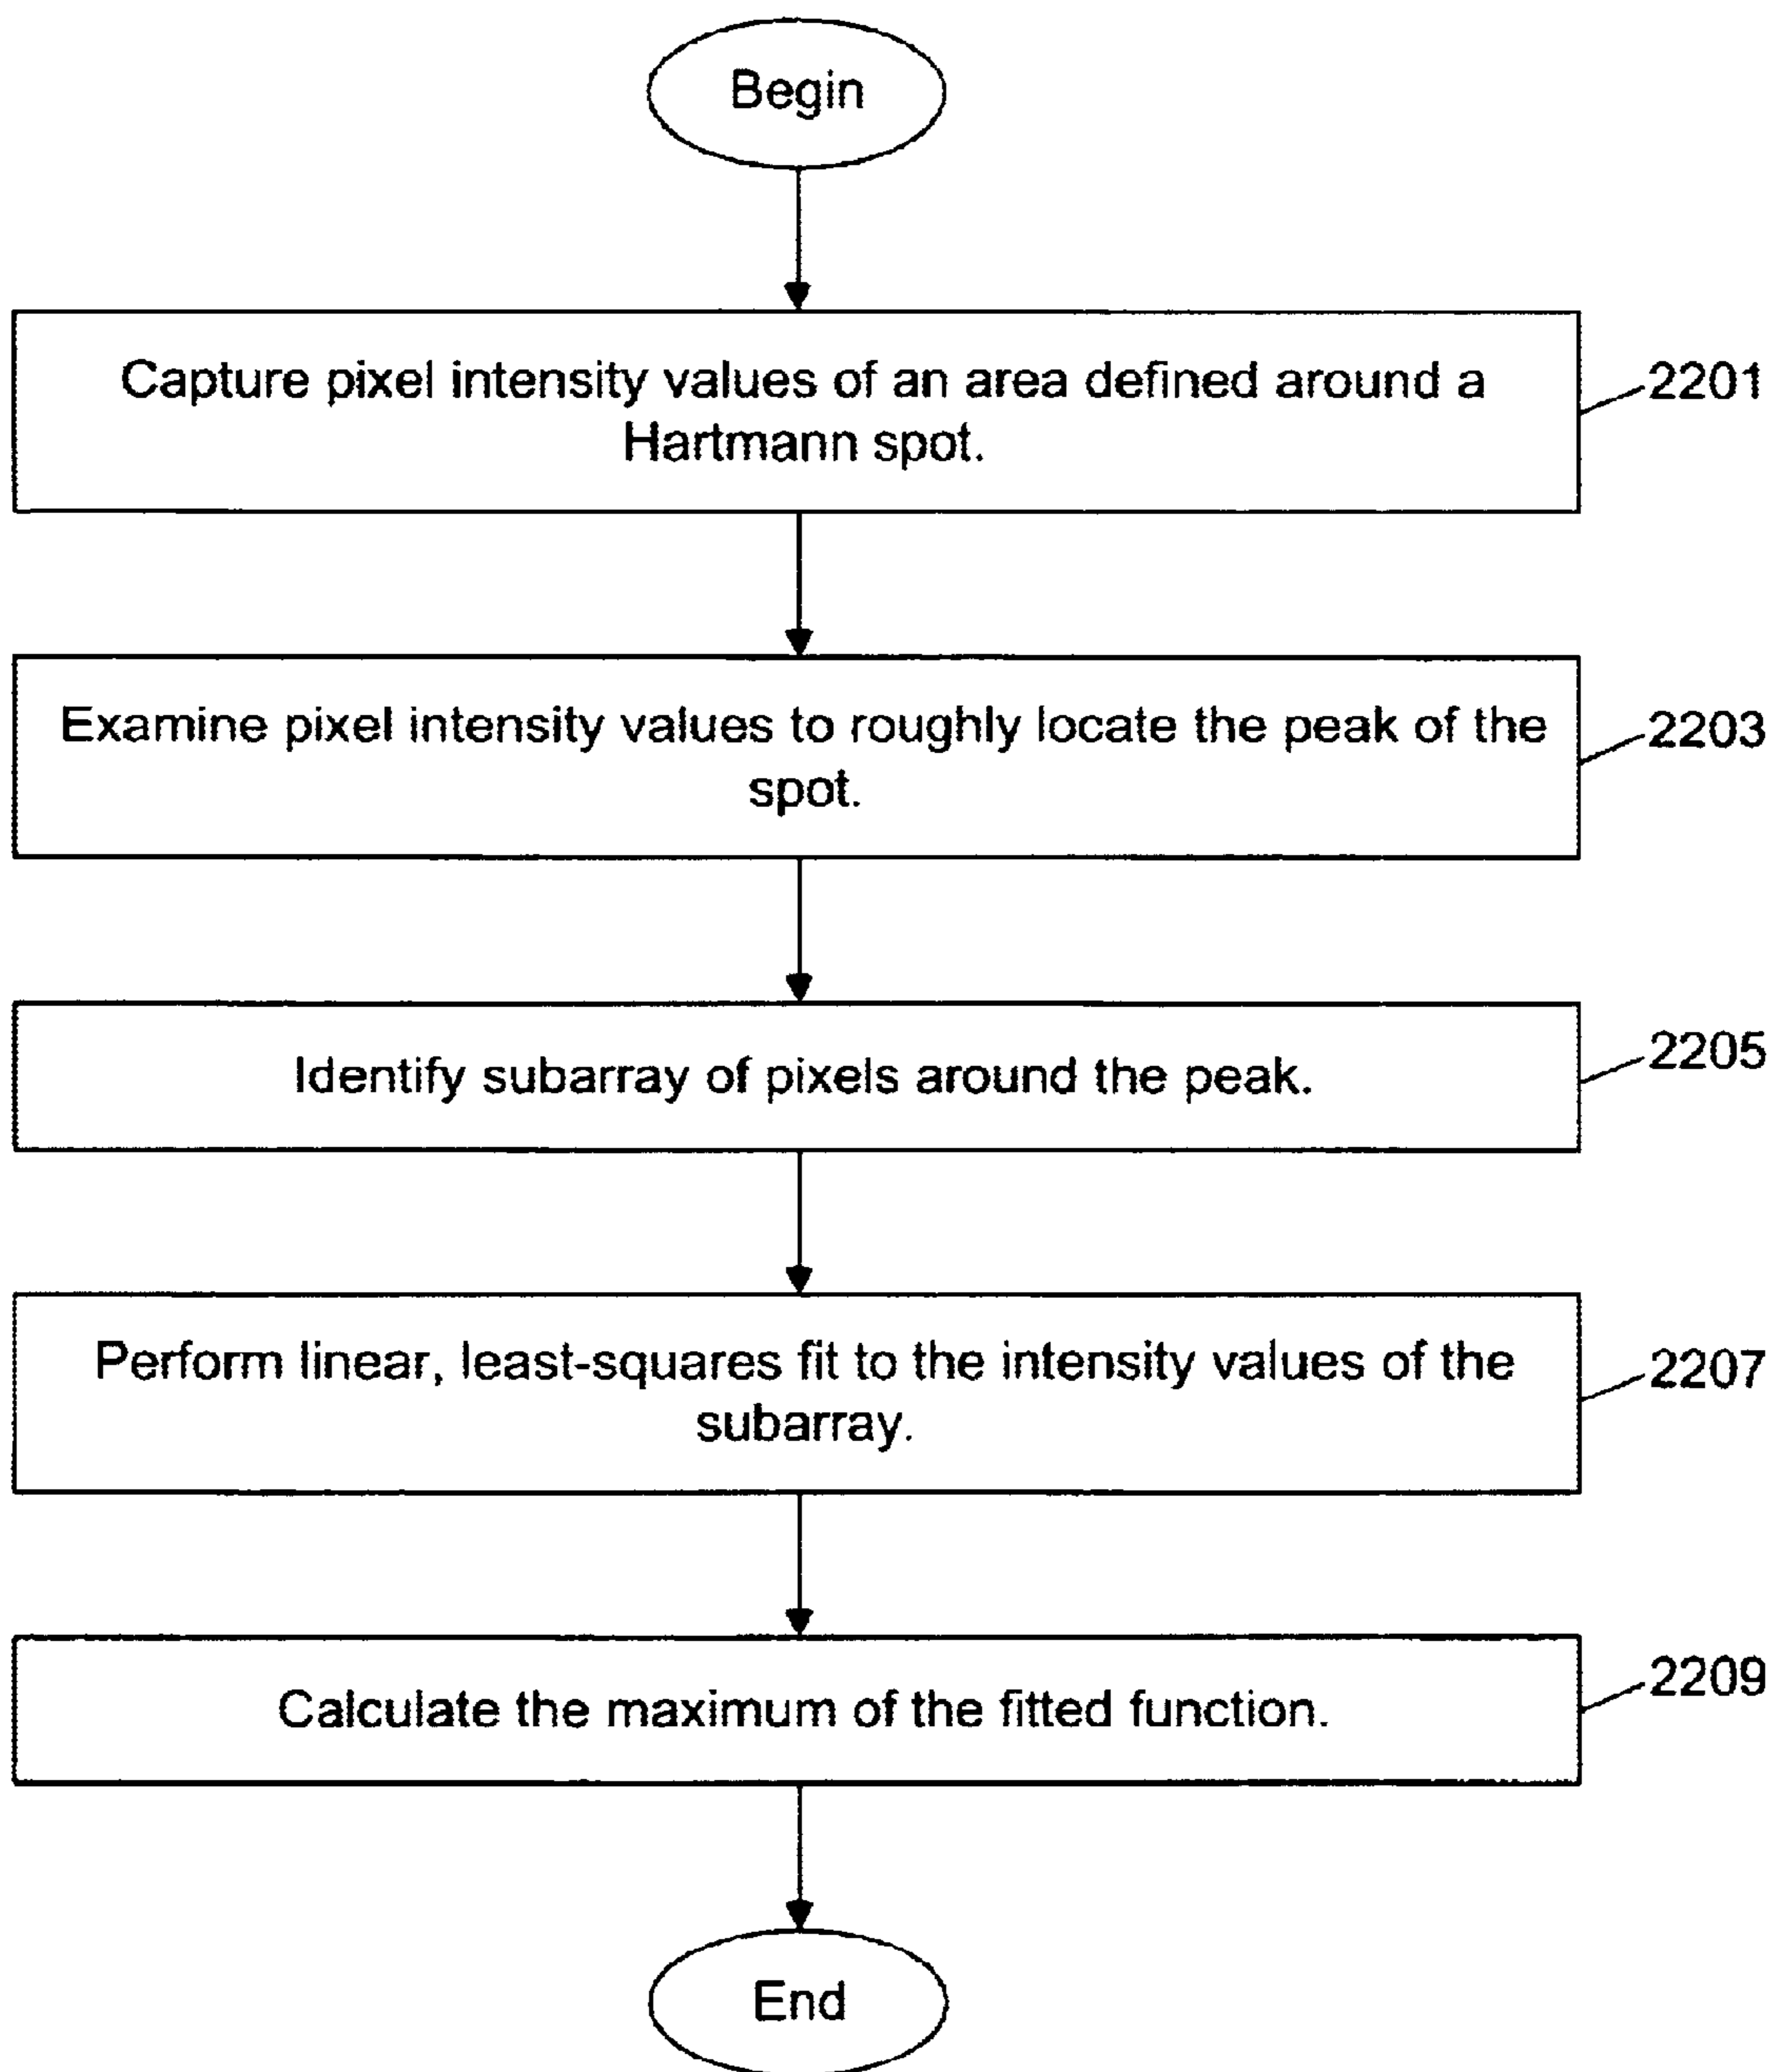 Begin
Capture pixel intensity values of an area defined around a
Hartmann spot.
2201
Examine pixel intensity values to roughly locate the peak of the
spot.
2203
Identify subarray of pixels around the peak.
2205
Perform linear, least-squares fit to the intensity values of the
subarray.
2207
Calculate the maximum of the fitted function.
2209
End